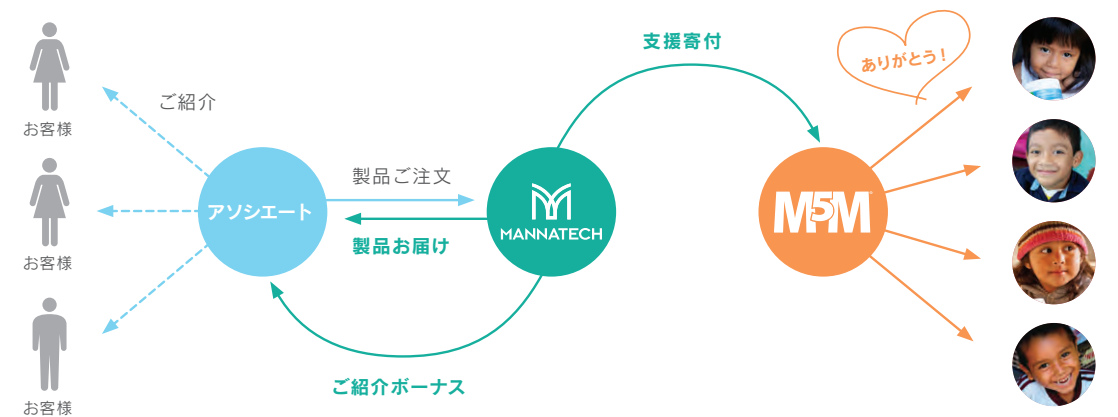 お客様
お客様
お客様
ご紹介
アソシエート
製品ご注文
製品お届け
ご紹介ボーナス
MANNATECH
支援寄付
M5M
ありがとう!